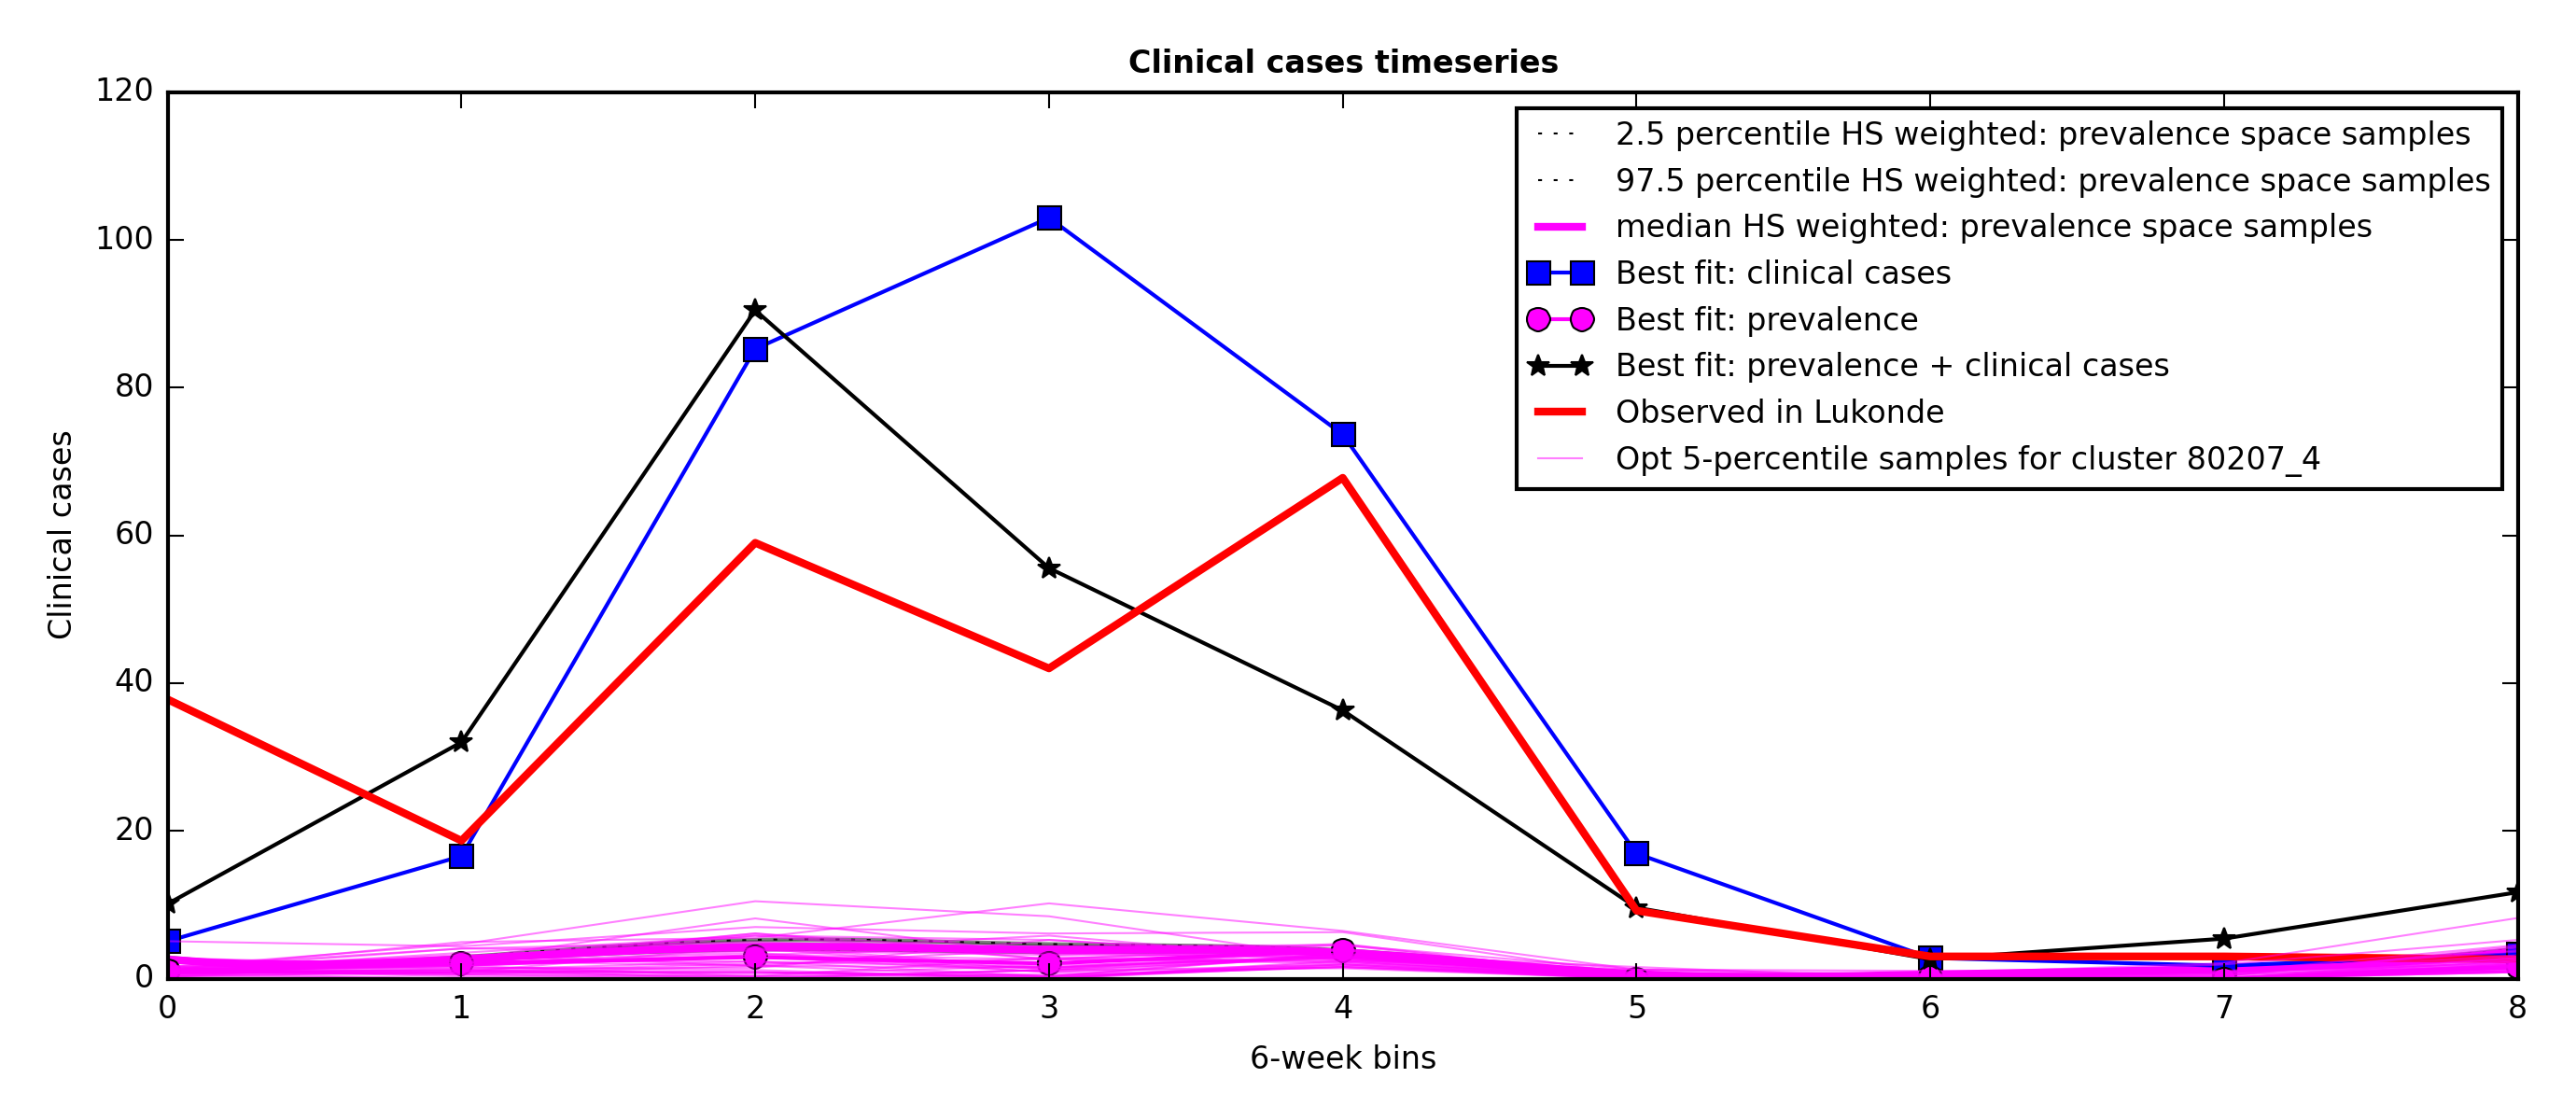 Clinical cases timeseries
120
100
80
60
40
20
0
Clinical cases
2.5 percentile HS weighted: prevalence space samples
97.5 percentile HS weighted: prevalence space samples
median HS weighted: prevalence space samples
Best fit: clinical cases
Best fit: prevalence
Best fit: prevalence + clinical cases
Observed in Lukonde
Opt 5-percentile samples for cluster 80207_4
0 1 2 3 4 5 6 7 8
6-week bins